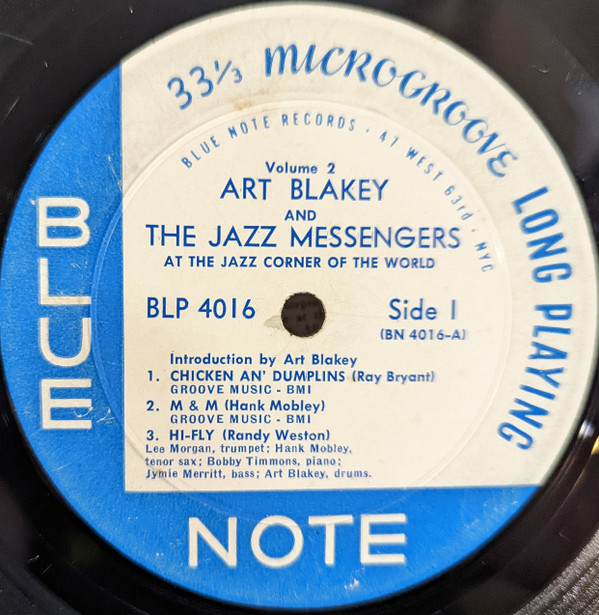 33⅓ MICROGROOVE LONG PLAYING
BLUE NOTE RECORDS · 47 WEST 63rd · NYC
Volume 2
ART BLAKEY
AND
THE JAZZ MESSENGERS
AT THE JAZZ CORNER OF THE WORLD
BLP 4016
Side 1
(BN 4016-A)
Introduction by Art Blakey
1. CHICKEN AN' DUMPLINS (Ray Bryant)
GROOVE MUSIC - BMI
2. M & M (Hank Mobley)
GROOVE MUSIC - BMI
3. HI-FLY (Randy Weston)
Lee Morgan, trumpet; Hank Mobley,
tenor sax; Bobby Timmons, piano;
Jymie Merritt, bass; Art Blakey, drums.
BLUE
NOTE